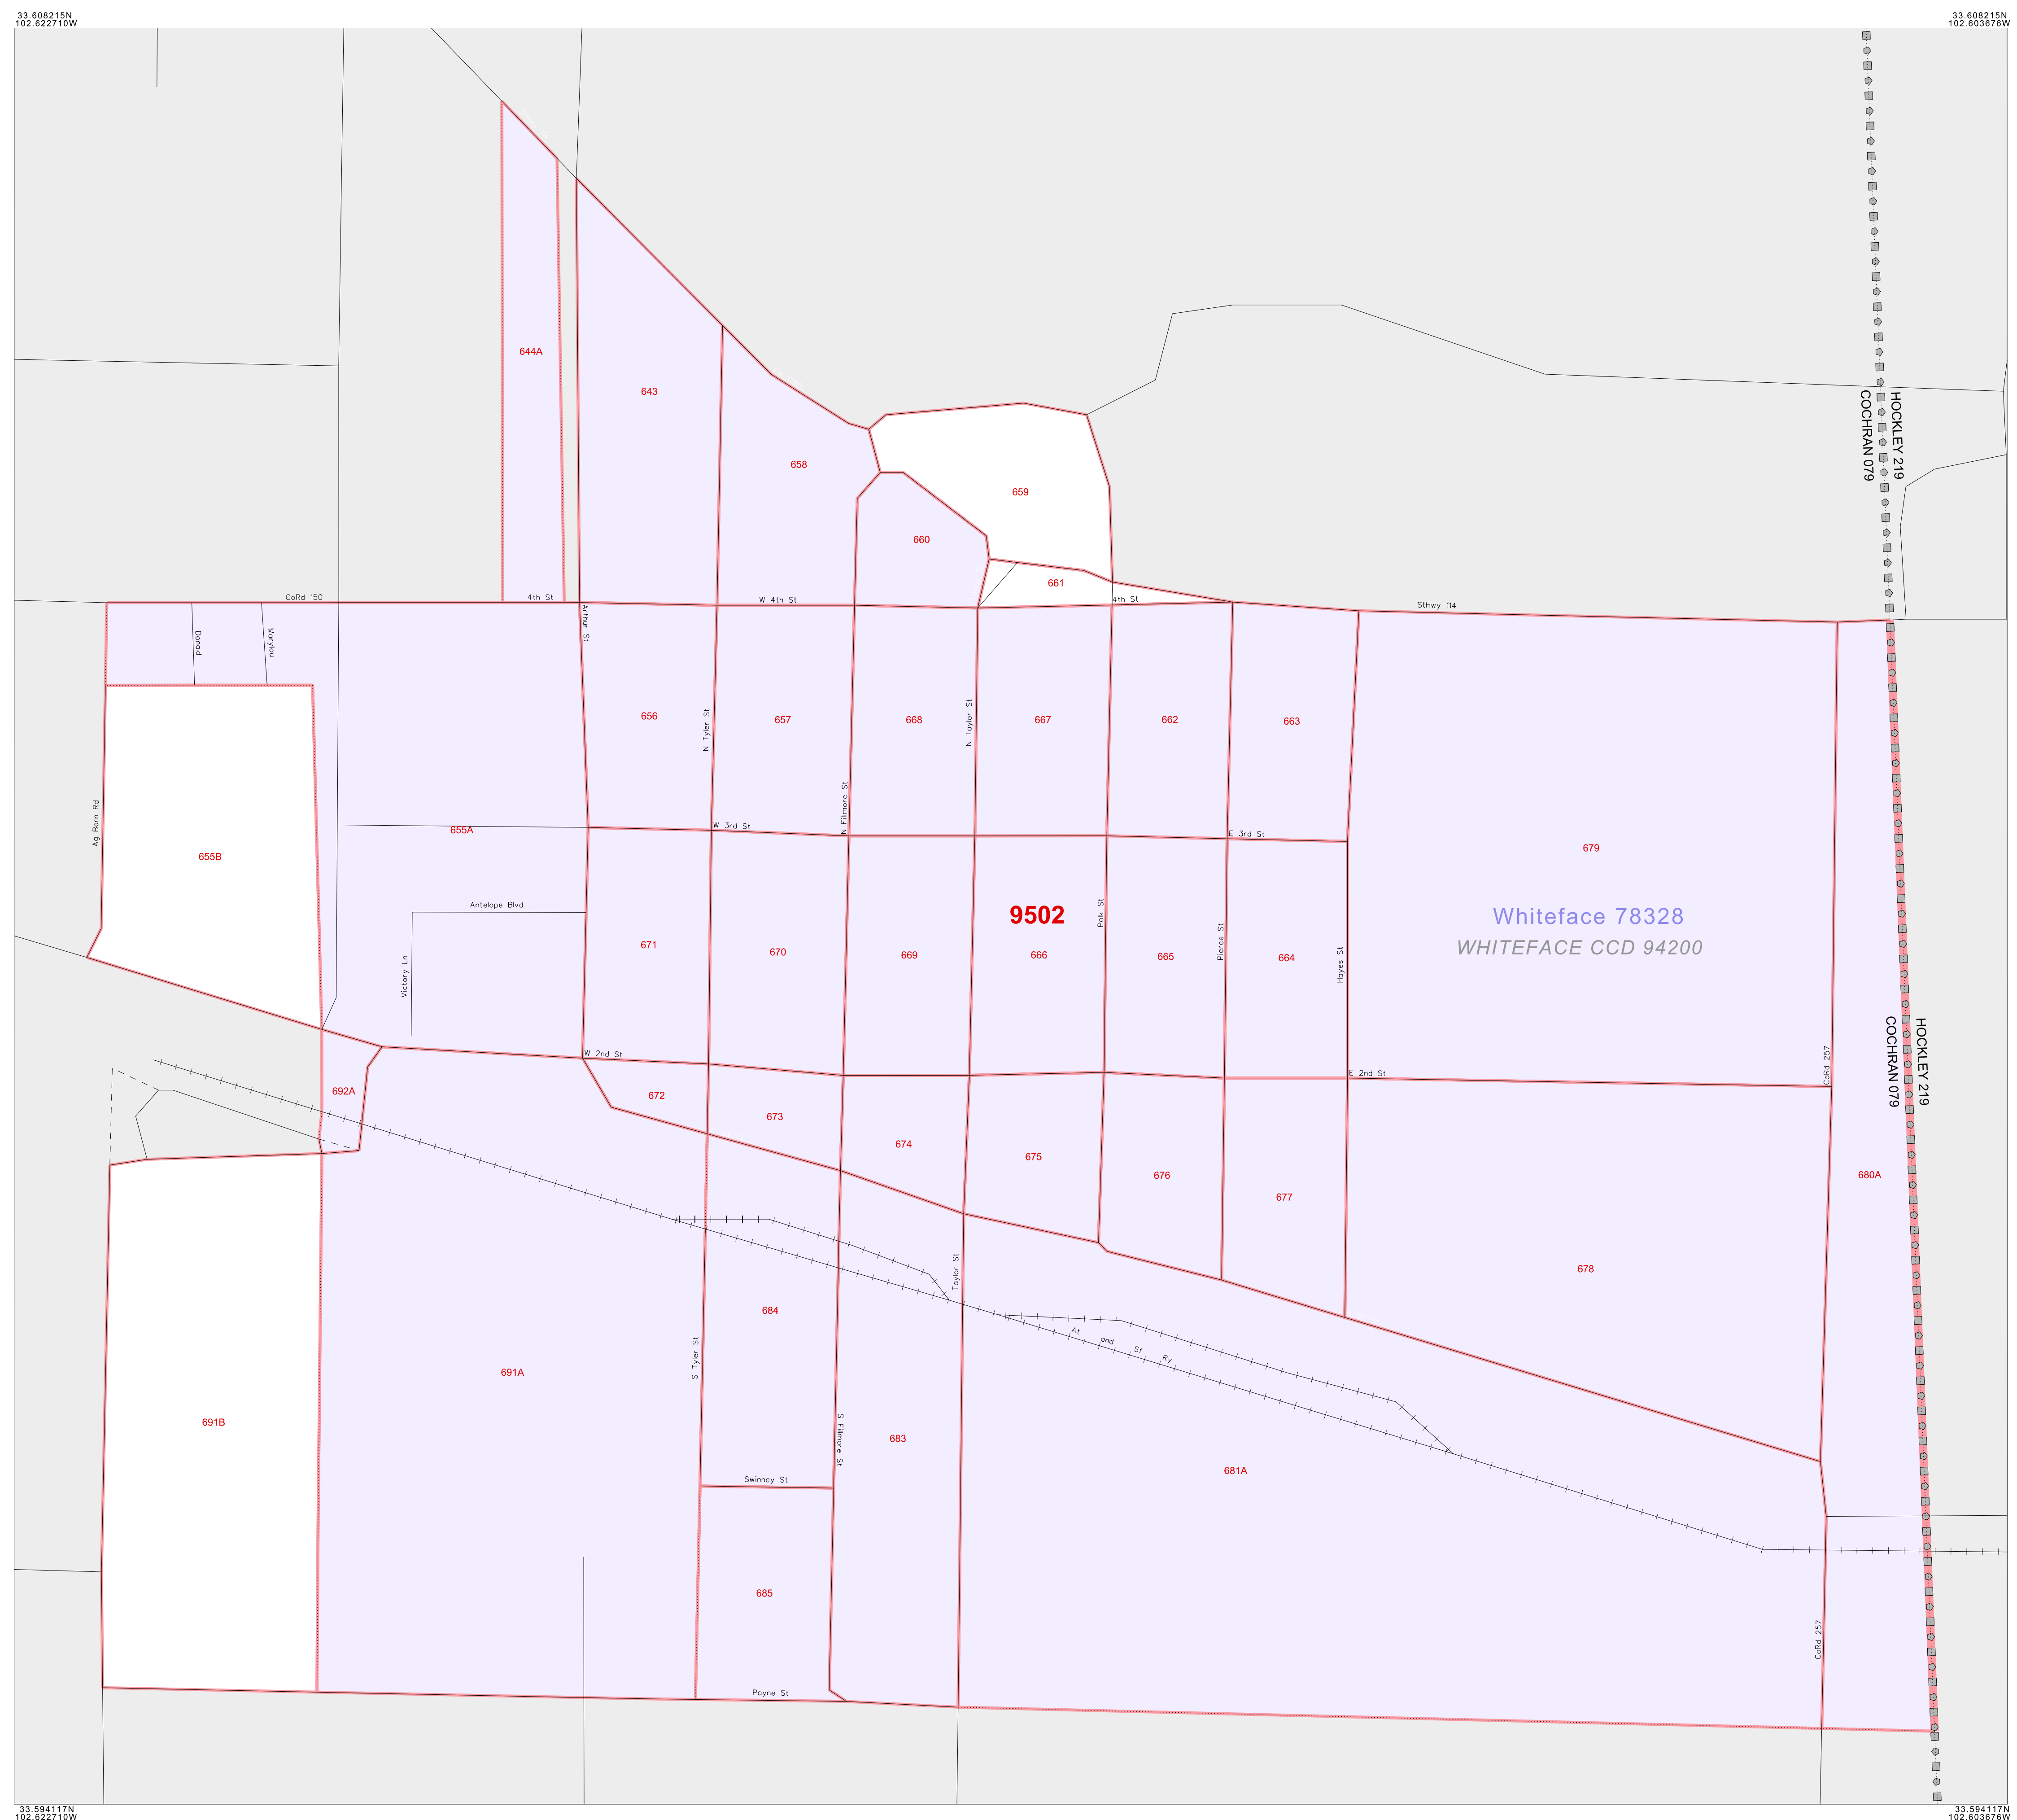 33.608215N
102.622710W
33.608215N
102.603676W
644A
643
HOCKLEY 219
COCHRAN 079
658
659
660
661
CoRd 150
4th St
W 4th St
4th St
StHwy 114
Donald
Marylou
Arthur St
656
N Tyler St
657
668
N Taylor St
667
662
663
Ag Barn Rd
N Fillmore St
W 3rd St
E 3rd St
655A
655B
679
Antelope Blvd
9502
Polk St
Whiteface 78328
WHITEFACE CCD 94200
671
670
669
666
665
Pierce St
664
Hayes St
Victory Ln
W 2nd St
E 2nd St
CoRd 257
HOCKLEY 219
COCHRAN 079
692A
672
673
674
675
676
677
680A
678
Taylor St
684
At and Sf Ry
S Tyler St
691A
691B
S Fillmore St
683
681A
Swinney St
685
CoRd 257
Payne St
33.594117N
102.622710W
33.594117N
102.603676W